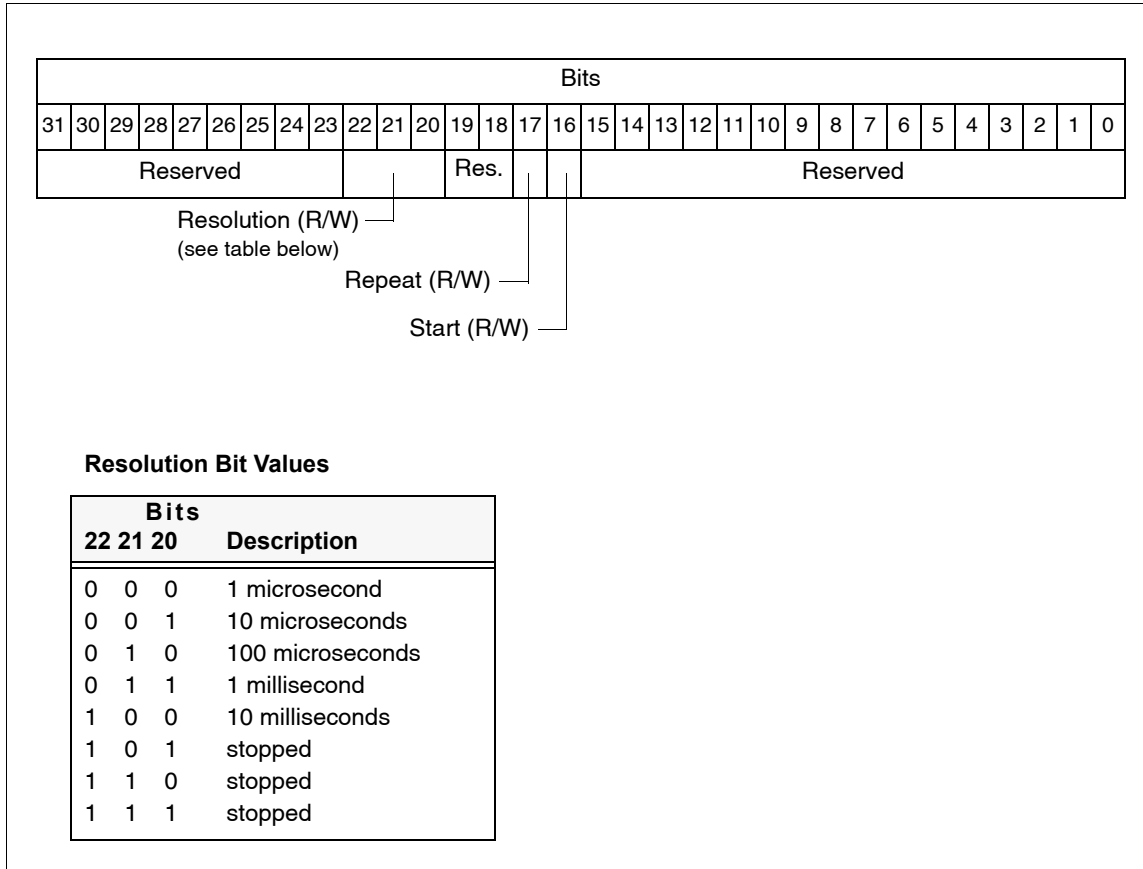 Bits
31 30 29 28 27 26 25 24 23 22 21 20 19 18 17 16 15 14 13 12 11 10 9 8 7 6 5 4 3 2 1 0
Reserved Res. Reserved
Resolution (R/W)
(see table below)
Repeat (R/W)
Start (R/W)
Resolution Bit Values
Bits
22 21 20 Description
0 0 0 1 microsecond
0 0 1 10 microseconds
0 1 0 100 microseconds
0 1 1 1 millisecond
1 0 0 10 milliseconds
1 0 1 stopped
1 1 0 stopped
1 1 1 stopped